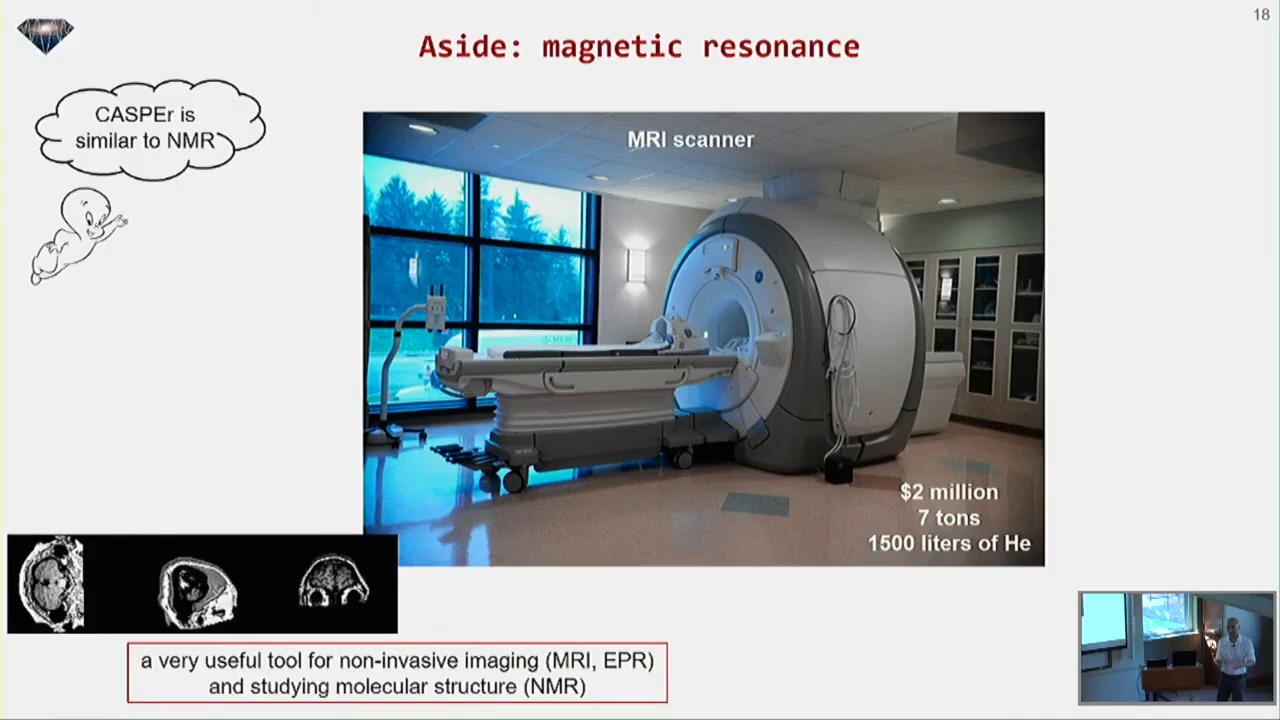 18
Aside: magnetic resonance
CASPEr is
similar to NMR
MRI scanner
$2 million
7 tons
1500 liters of He
a very useful tool for non-invasive imaging (MRI, EPR)
and studying molecular structure (NMR)